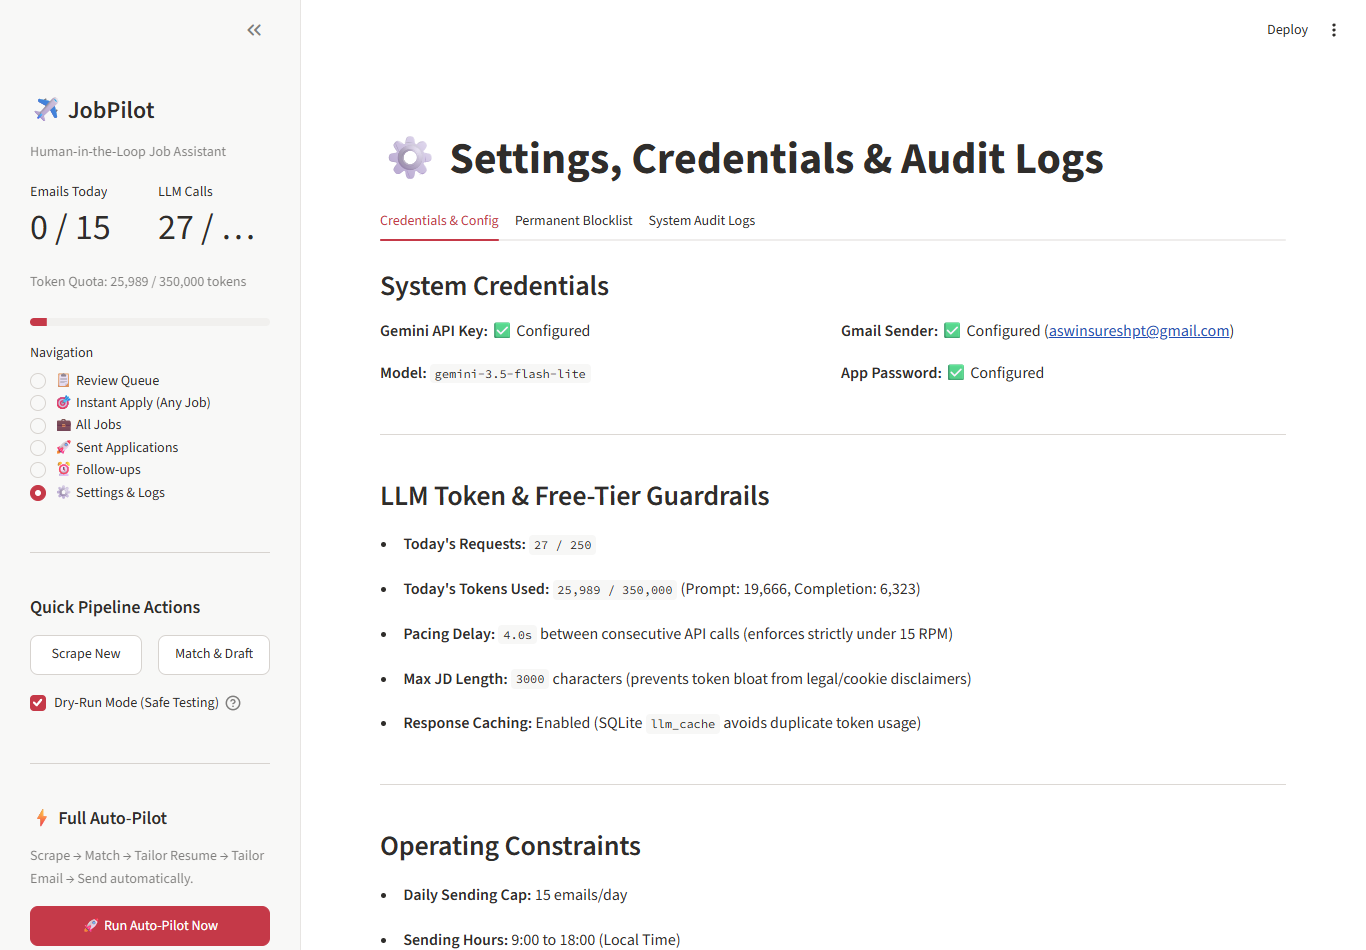 Deploy
JobPilot
Human-in-the-Loop Job Assistant
Emails Today
LLM Calls
0 / 15
27 / ...
Token Quota: 25,989 / 350,000 tokens
Navigation
Review Queue
Instant Apply (Any Job)
All Jobs
Sent Applications
Follow-ups
Settings & Logs
Quick Pipeline Actions
Scrape New
Match & Draft
Dry-Run Mode (Safe Testing)
Full Auto-Pilot
Scrape → Match → Tailor Resume → Tailor
Email → Send automatically.
Run Auto-Pilot Now
Settings, Credentials & Audit Logs
Credentials & Config
Permanent Blocklist
System Audit Logs
System Credentials
Gemini API Key: ✅ Configured
Gmail Sender: ✅ Configured (aswinsureshpt@gmail.com)
Model: gemini-3.5-flash-lite
App Password: ✅ Configured
LLM Token & Free-Tier Guardrails
• Today's Requests: 27 / 250
• Today's Tokens Used: 25,989 / 350,000 (Prompt: 19,666, Completion: 6,323)
• Pacing Delay: 4.0s between consecutive API calls (enforces strictly under 15 RPM)
• Max JD Length: 3000 characters (prevents token bloat from legal/cookie disclaimers)
• Response Caching: Enabled (SQLite llm_cache avoids duplicate token usage)
Operating Constraints
• Daily Sending Cap: 15 emails/day
• Sending Hours: 9:00 to 18:00 (Local Time)